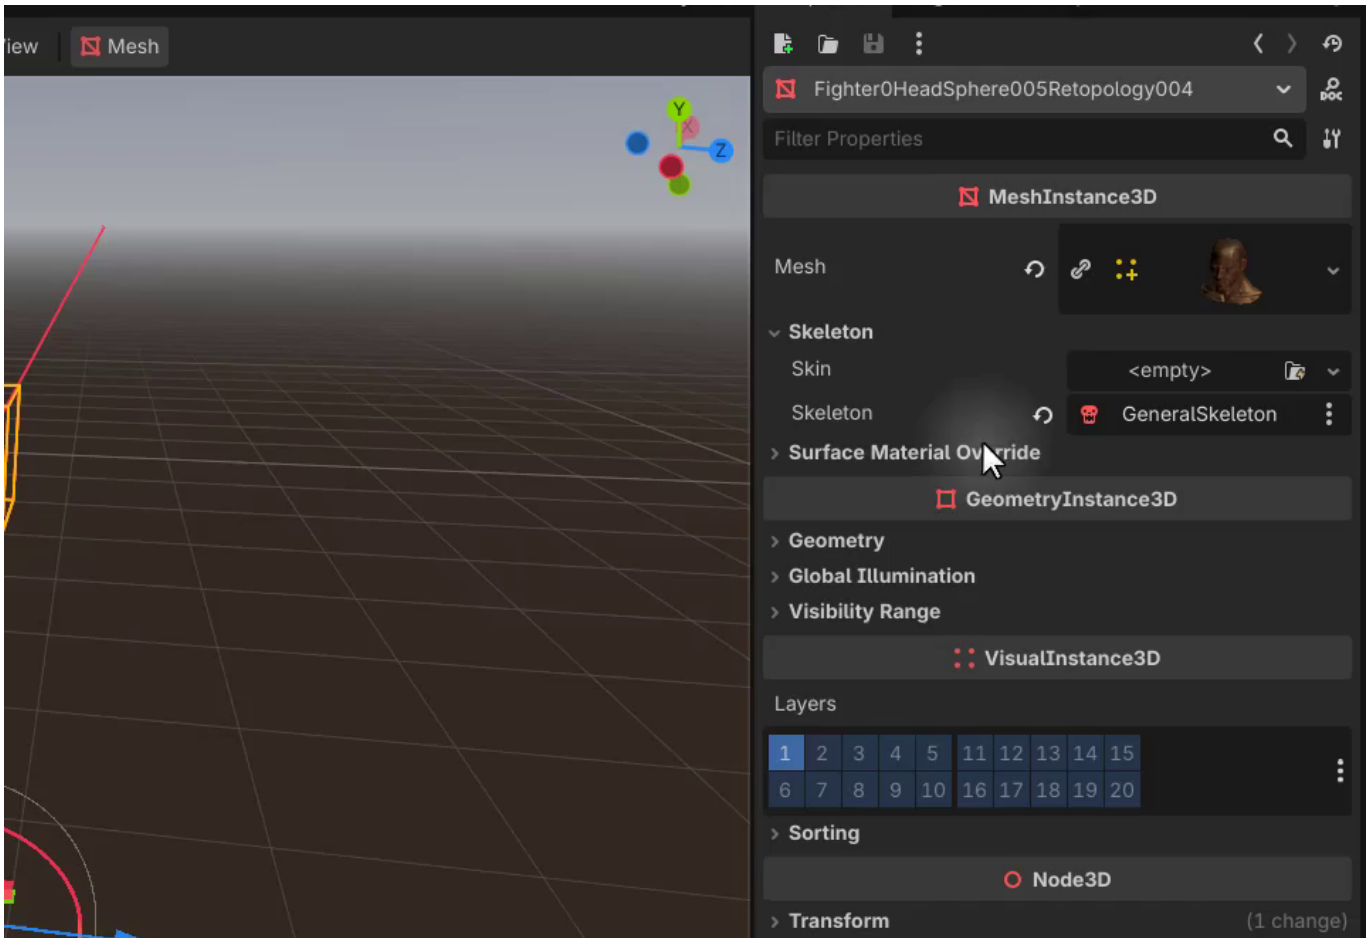 iew
Mesh
Y
X
Z
Fighter0HeadSphere005Retopology004
DOC
Filter Properties
MeshInstance3D
Mesh
Skeleton
Skin
<empty>
Skeleton
GeneralSkeleton
Surface Material Override
GeometryInstance3D
Geometry
Global Illumination
Visibility Range
VisualInstance3D
Layers
1 2 3 4 5 11 12 13 14 15
6 7 8 9 10 16 17 18 19 20
Sorting
Node3D
Transform (1 change)